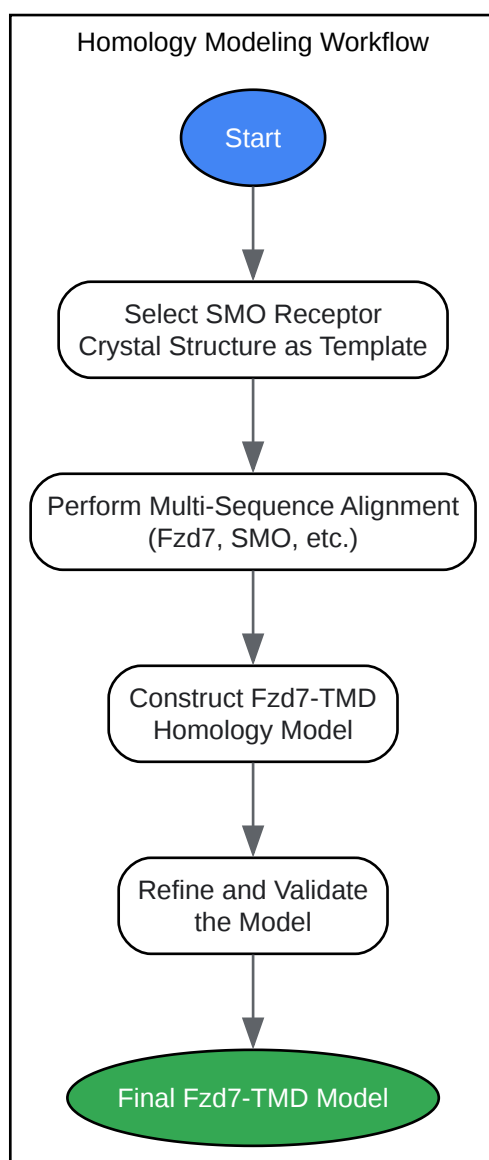 Homology Modeling Workflow
Start
Select SMO Receptor
Crystal Structure as Template
Perform Multi-Sequence Alignment
(Fzd7, SMO, etc.)
Construct Fzd7-TMD
Homology Model
Refine and Validate
the Model
Final Fzd7-TMD Model